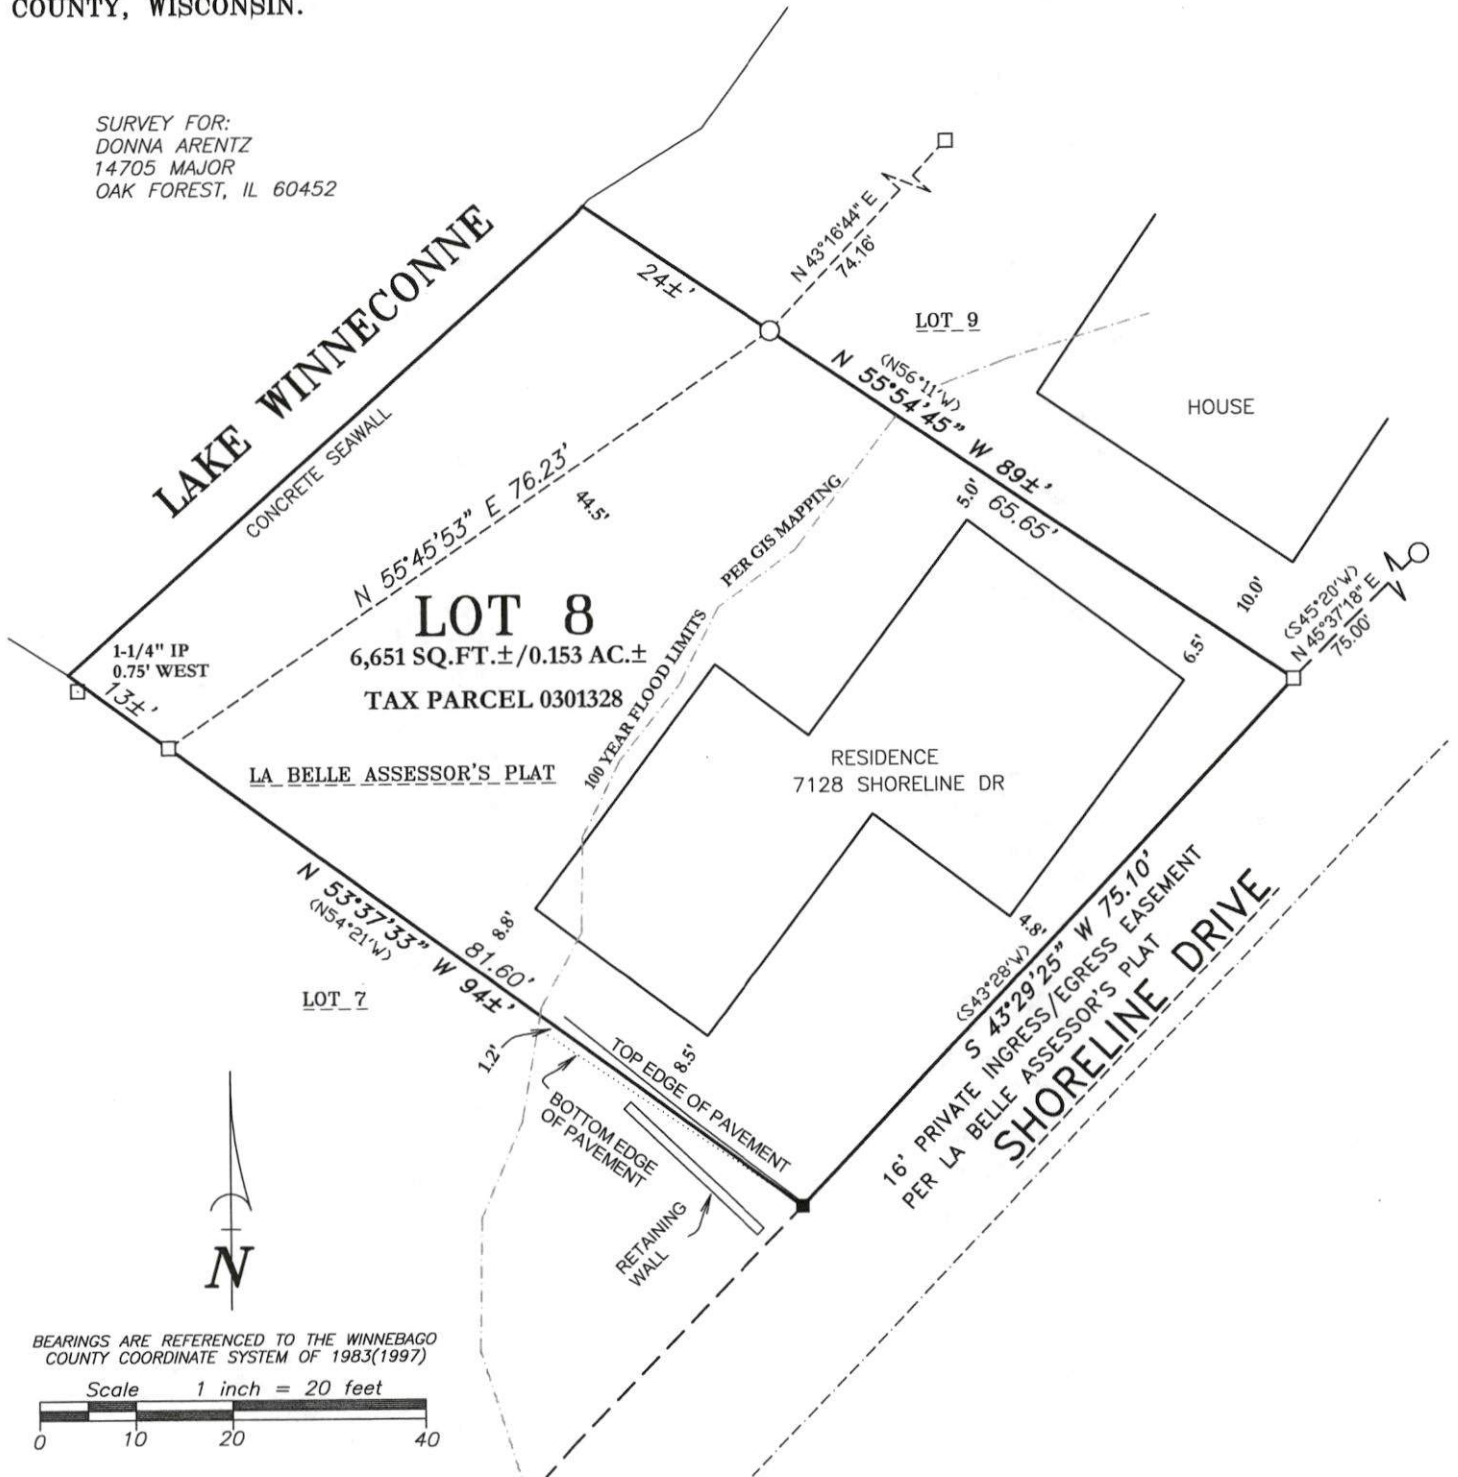 COUNTY, WISCONSIN.
SURVEY FOR:
DONNA ARENTZ
14705 MAJOR
OAK FOREST, IL 60452
LAKE WINNECONNE
CONCRETE SEAWALL
24±'
N 43°16'44" E
74.16'
LOT 9
(N56°11'W)
N 55°54'45" W 89±'
65.65'
HOUSE
N 55°45'53" E 76.23'
44.5'
PER GIS MAPPING
5.0'
10.0'
6.5'
(S45°20'W)
N 45°37'18" E
75.00'
1-1/4" IP
0.75' WEST
13±'
LOT 8
6,651 SQ.FT.±/0.153 AC.±
TAX PARCEL 0301328
100 YEAR FLOOD LIMITS
LA BELLE ASSESSOR'S PLAT
RESIDENCE
7128 SHORELINE DR
N 53°37'33" W 94±'
(N54°21'W)
81.60'
8.8'
4.8'
LOT 7
(S43°28'W)
S 43°29'25" W 75.10'
16' PRIVATE INGRESS/EGRESS EASEMENT
PER LA BELLE ASSESSOR'S PLAT
SHORELINE DRIVE
1.2'
8.5'
TOP EDGE OF PAVEMENT
BOTTOM EDGE
OF PAVEMENT
RETAINING
WALL
N
BEARINGS ARE REFERENCED TO THE WINNEBAGO
COUNTY COORDINATE SYSTEM OF 1983(1997)
Scale 1 inch = 20 feet
0 10 20 40